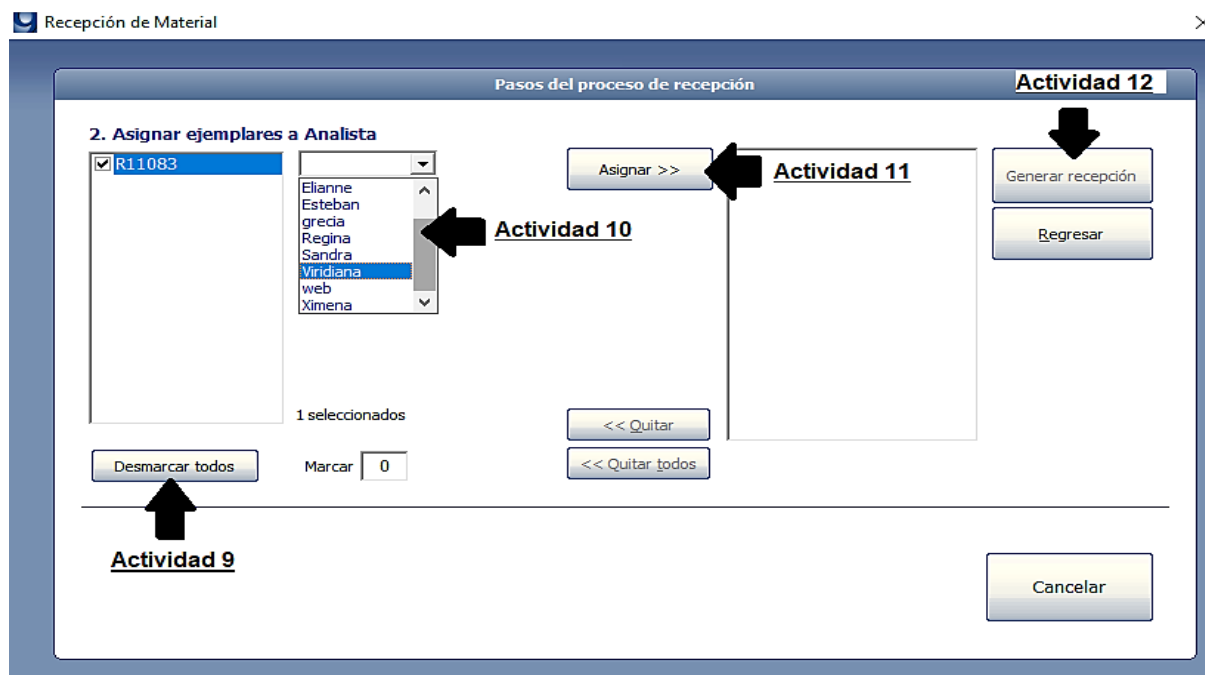 Recepción de Material
Pasos del proceso de recepción
Actividad 12
2. Asignar ejemplares a Analista
R11083
Asignar >>
Actividad 11
Generar recepción
Elianne
Esteban
grecia
Regina
Sandra
Viridiana
web
Ximena
Actividad 10
Regresar
1 seleccionados
<< Quitar
Desmarcar todos
Marcar 0
<< Quitar todos
Actividad 9
Cancelar